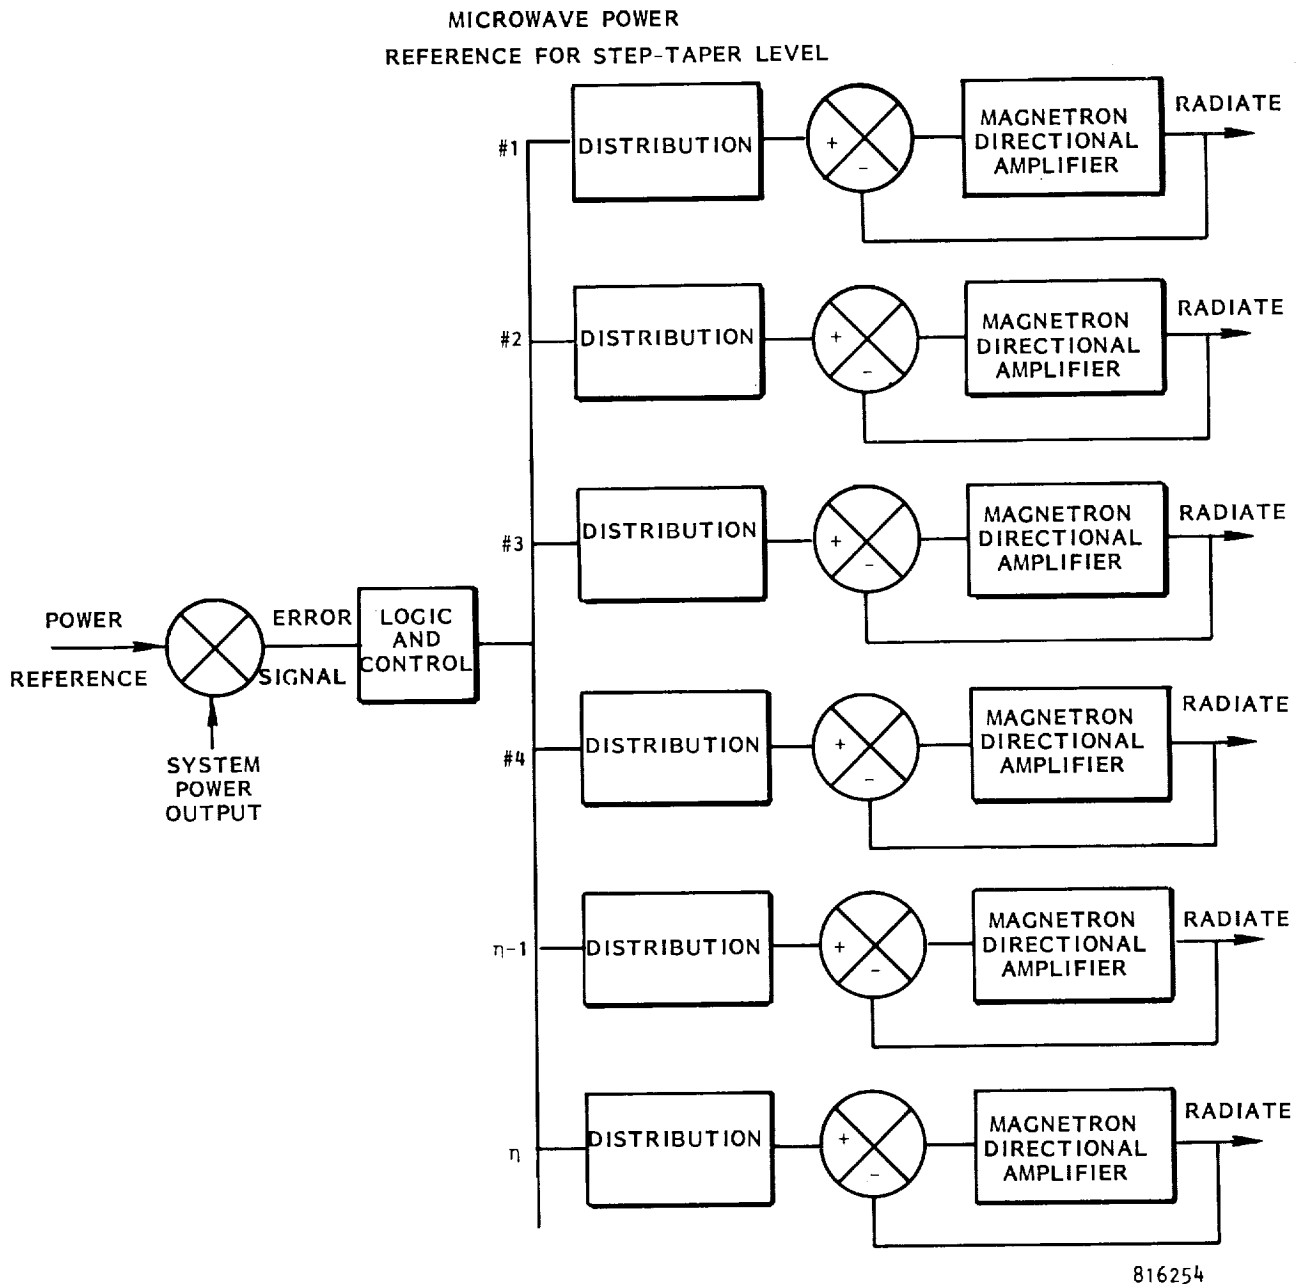 MICROWAVE POWER
REFERENCE FOR STEP-TAPER LEVEL
#1
DISTRIBUTION
+
-
MAGNETRON
DIRECTIONAL
AMPLIFIER
RADIATE
#2
DISTRIBUTION
+
-
MAGNETRON
DIRECTIONAL
AMPLIFIER
RADIATE
#3
DISTRIBUTION
+
-
MAGNETRON
DIRECTIONAL
AMPLIFIER
RADIATE
POWER
REFERENCE
ERROR
SIGNAL
LOGIC
AND
CONTROL
SYSTEM
POWER
OUTPUT
#4
DISTRIBUTION
+
-
MAGNETRON
DIRECTIONAL
AMPLIFIER
RADIATE
η-1
DISTRIBUTION
+
-
MAGNETRON
DIRECTIONAL
AMPLIFIER
RADIATE
η
DISTRIBUTION
+
-
MAGNETRON
DIRECTIONAL
AMPLIFIER
RADIATE
816254